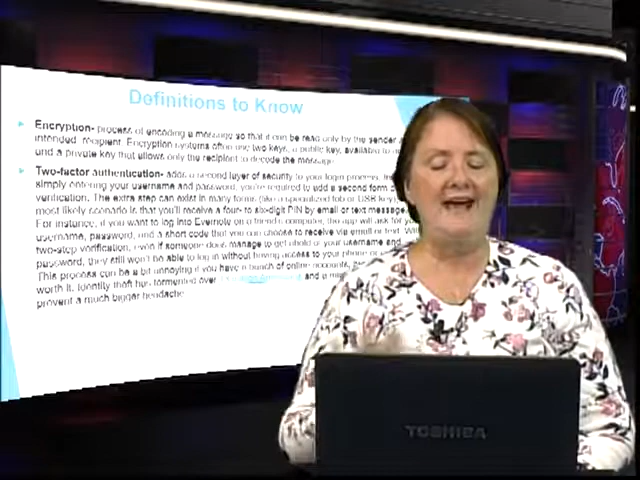 Definitions to Know
Encryption- process of encoding a message so that it can be read only by the sender
intended recipient. Encryption systems often use two keys, a public key, available to
and a private key that allows only the recipient to decode the message
Two-factor authentication- adds a second layer of security to your login process.
simply entering your username and password, you're required to add a second form
verification. The extra step can exist in many forms (like a specialized fob or USB key)
most likely scenario is that you'll receive a four- to six-digit PIN by email or text message.
For instance, if you want to log into Evernote on a friend's computer, the app will ask for
username, password, and a short code that you can choose to receive via email or text.
two-step verification, even if someone does manage to get ahold of your username and
password, they still won't be able to log in without having access to your phone
This process can be a bit annoying if you have a bunch of online accounts,
worth it. Identity theft has tormented over and a
prevent a much bigger headache
TOSHIBA